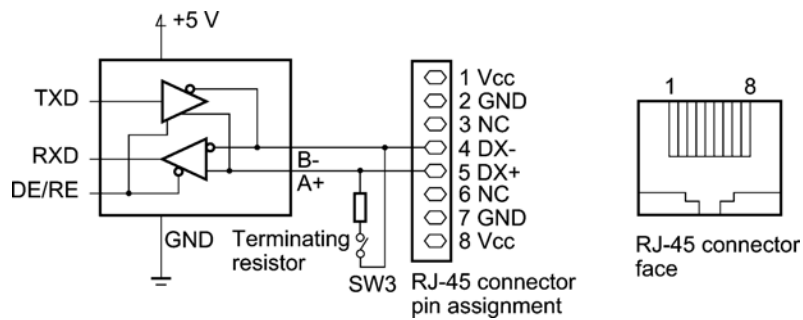 +5 V
TXD
RXD
DE/RE
GND
B-
A+
Terminating
resistor
SW3
1 Vcc
2 GND
3 NC
4 DX-
5 DX+
6 NC
7 GND
8 Vcc
RJ-45 connector
pin assignment
1 8
RJ-45 connector
face